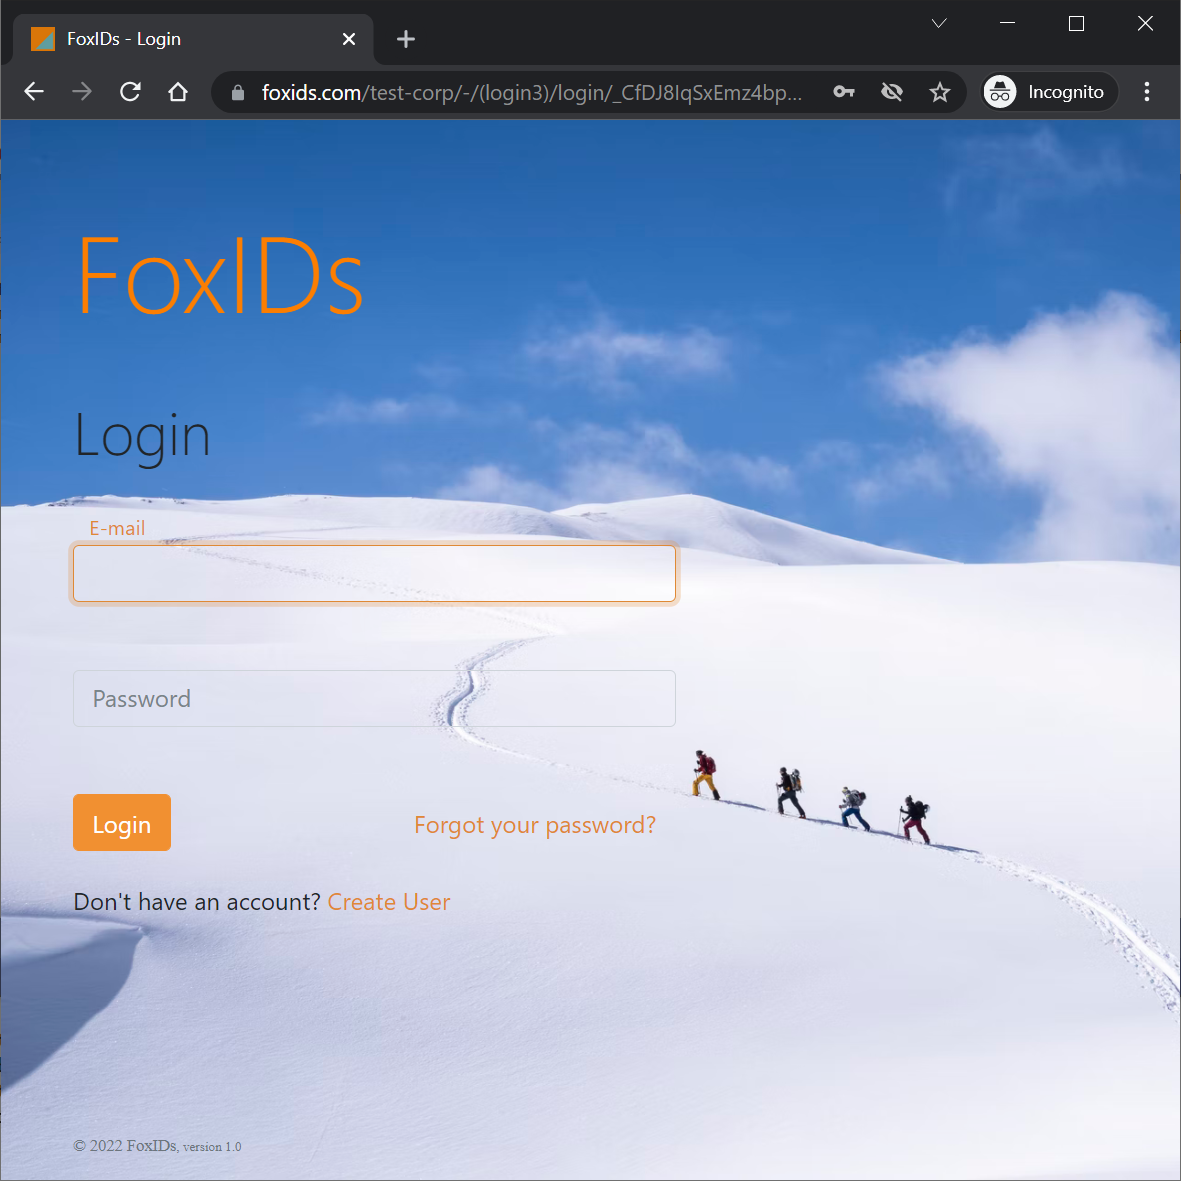 FoxIDs - Login
foxids.com/test-corp/-/(login3)/login/_CfDJ8IqSxEmz4bp...
Incognito
FoxIDs
Login
E-mail
Password
Login
Forgot your password?
Don't have an account? Create User
© 2022 FoxIDs, version 1.0